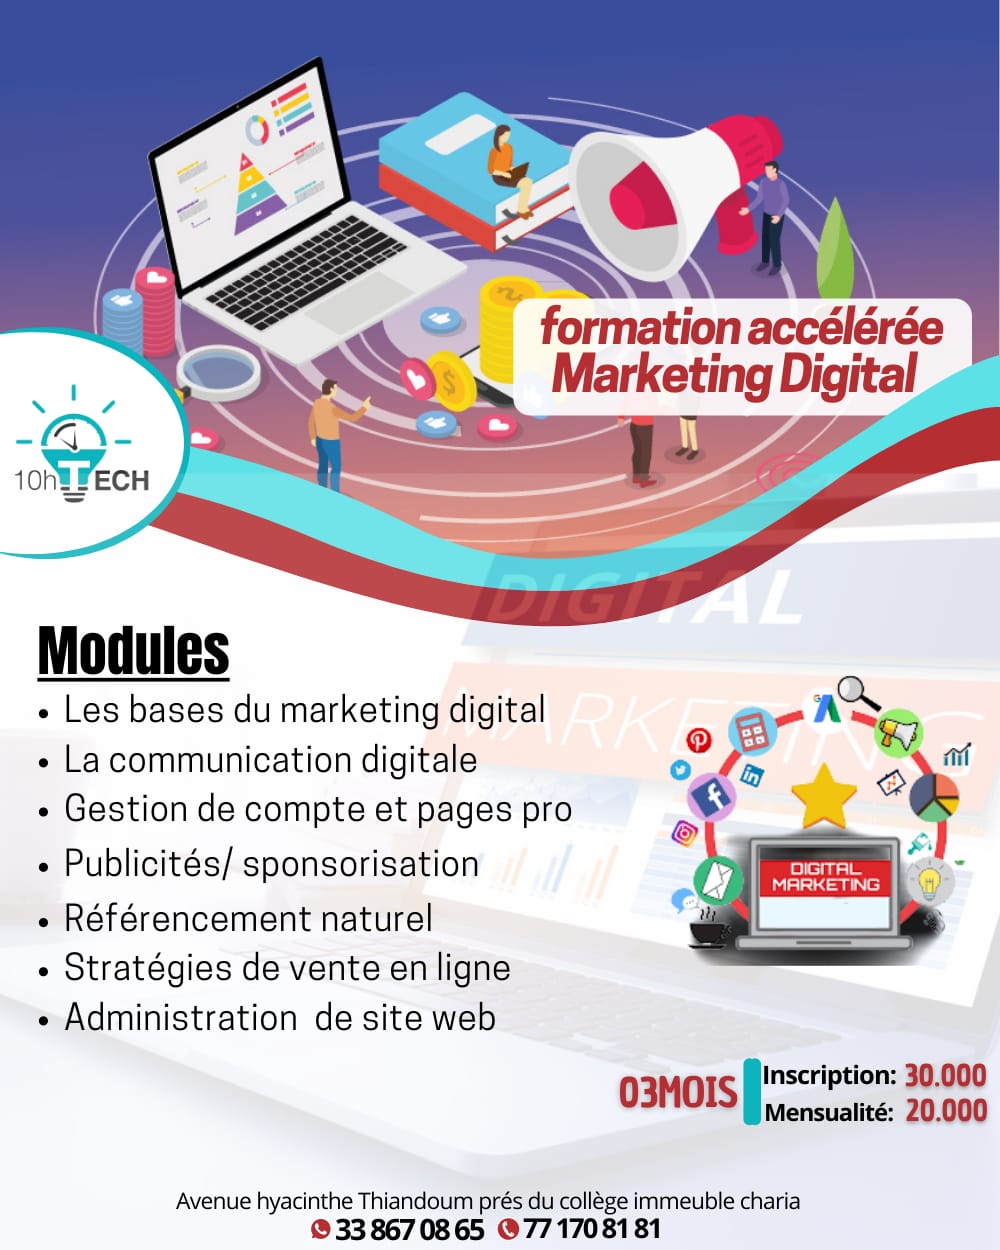 formation accélérée
Marketing Digital
10hTECH
DIGITAL
MARKETING
Modules
Les bases du marketing digital
La communication digitale
Gestion de compte et pages pro
Publicités/ sponsorisation
Référencement naturel
Stratégies de vente en ligne
Administration de site web
DIGITAL
MARKETING
03MOIS
Inscription: 30.000
Mensualité: 20.000
Avenue hyacinthe Thiandoum prés du collège immeuble charia
33 867 08 65 77 170 81 81